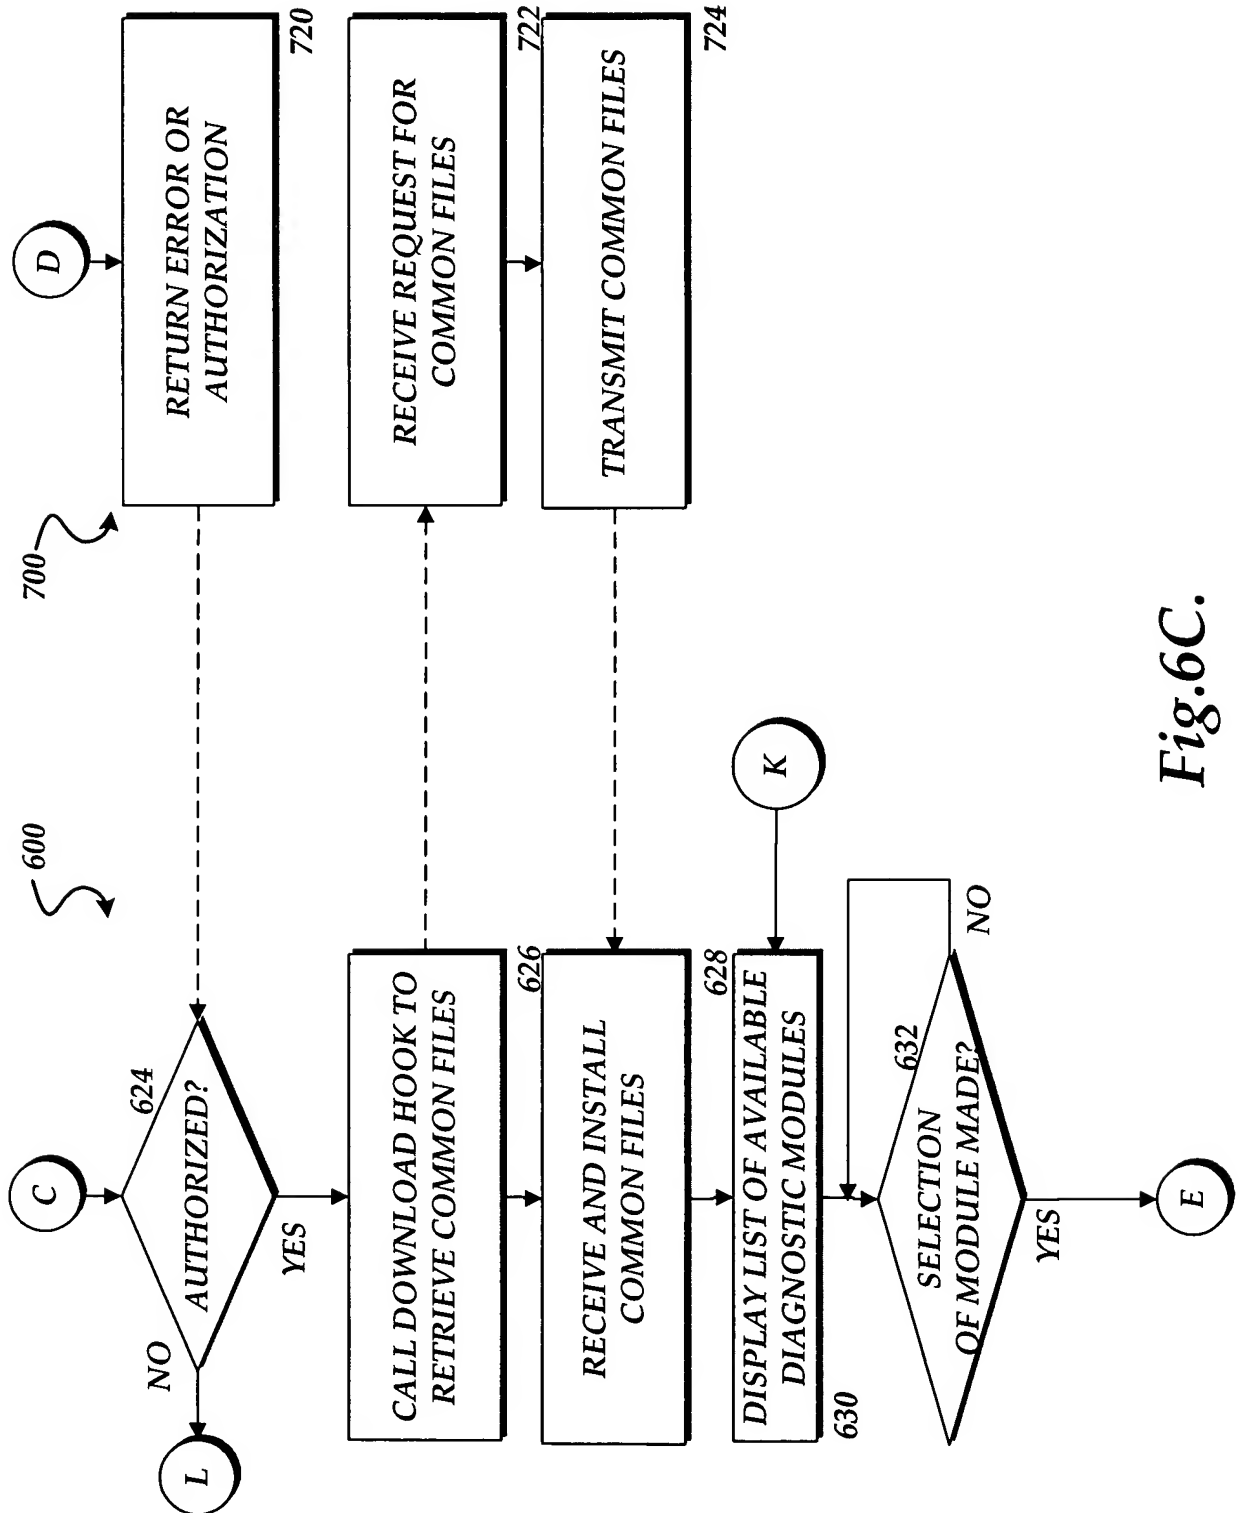 600
700
C
D
624
AUTHORIZED?
NO
L
YES
RETURN ERROR OR
AUTHORIZATION
720
CALL DOWNLOAD HOOK TO
RETRIEVE COMMON FILES
626
RECEIVE REQUEST FOR
COMMON FILES
722
RECEIVE AND INSTALL
COMMON FILES
628
TRANSMIT COMMON FILES
724
DISPLAY LIST OF AVAILABLE
DIAGNOSTIC MODULES
630
K
632
SELECTION
OF MODULE MADE?
NO
YES
E
Fig.6C.